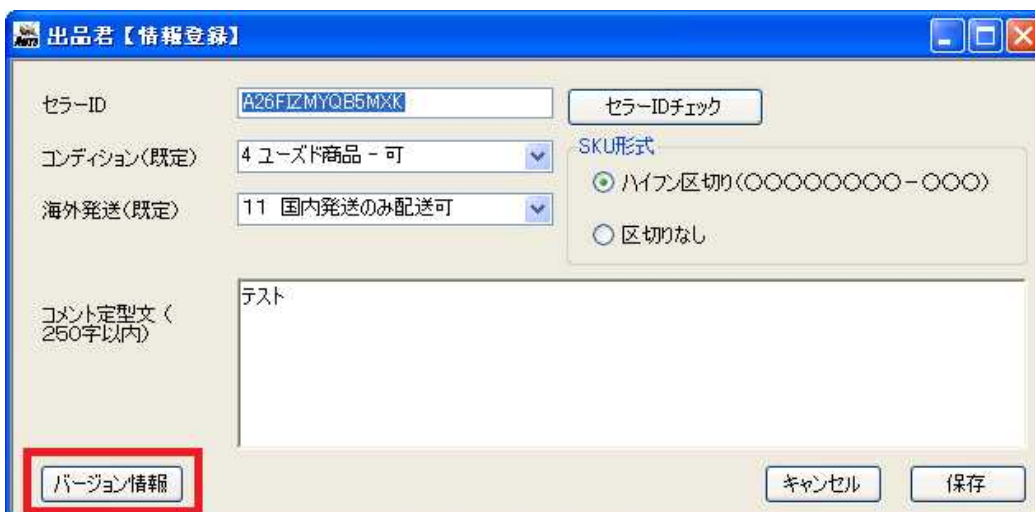 出品君【情報登録】
セラーID
A26FIZMYQB5MXK
セラーIDチェック
コンディション(既定)
4 ユーズド商品 - 可
SKU形式
ハイフン区切り(〇〇〇〇〇〇〇〇-〇〇〇)
海外発送(既定)
11 国内発送のみ配送可
区切りなし
コメント定型文(
250字以内)
テスト
バージョン情報
キャンセル
保存